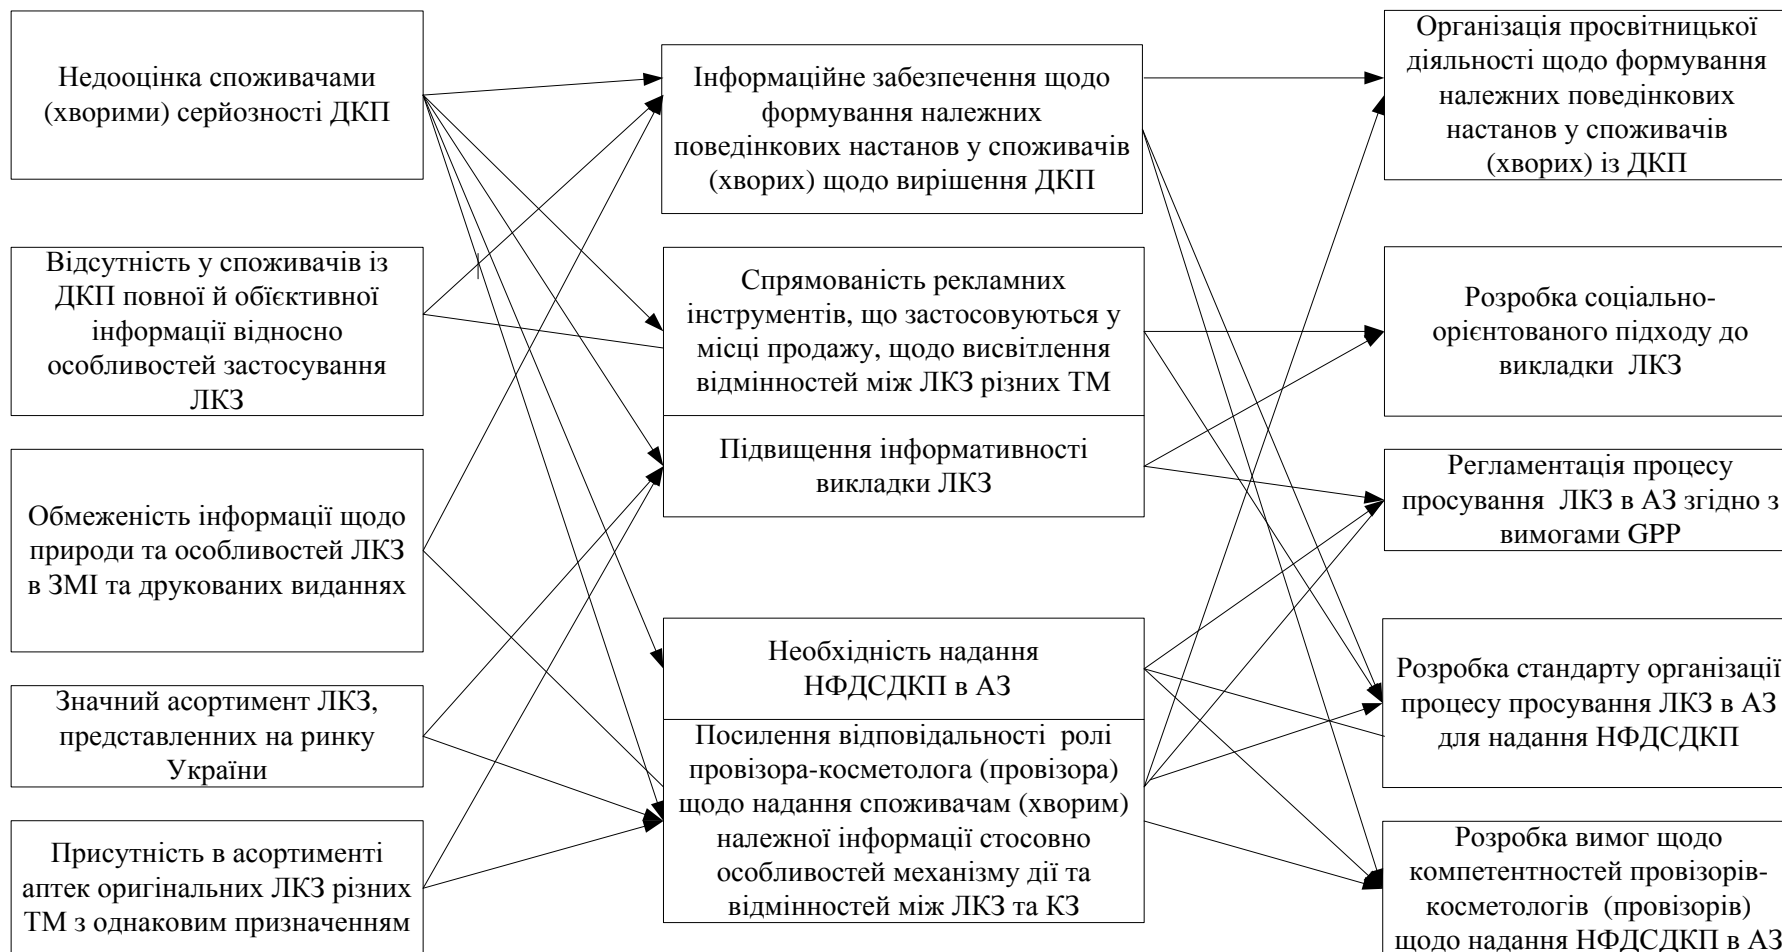 Недооцінка споживачами
(хворими) серйозності ДКП
Відсутність у споживачів із
ДКП повної й обїєктивної
інформації відносно
особливостей застосування
ЛКЗ
Обмеженість інформації щодо
природи та особливостей ЛКЗ
в ЗМІ та друкованих виданнях
Значний асортимент ЛКЗ,
представленних на ринку
України
Присутність в асортименті
аптек оригінальних ЛКЗ різних
ТМ з однаковим призначенням
Інформаційне забезпечення щодо
формування належних
поведінкових настанов у споживачів
(хворих) щодо вирішення ДКП
Спрямованість рекламних
інструментів, що застосовуються у
місці продажу, щодо висвітлення
відмінностей між ЛКЗ різних ТМ
Підвищення інформативності
викладки ЛКЗ
Необхідність надання
НФДСДКП в АЗ
Посилення відповідальності ролі
провізора-косметолога (провізора)
щодо надання споживачам (хворим)
належної інформації стосовно
особливостей механізму дії та
відмінностей між ЛКЗ та КЗ
Організація просвітницької
діяльності щодо формування
належних поведінкових
настанов у споживачів
(хворих) із ДКП
Розробка соціально-
орієнтованого підходу до
викладки ЛКЗ
Регламентація процесу
просування ЛКЗ в АЗ згідно з
вимогами GPP
Розробка стандарту організації
процесу просування ЛКЗ в АЗ
для надання НФДСДКП
Розробка вимог щодо
компетентностей провізорів-
косметологів (провізорів)
щодо надання НФДСДКП в АЗ